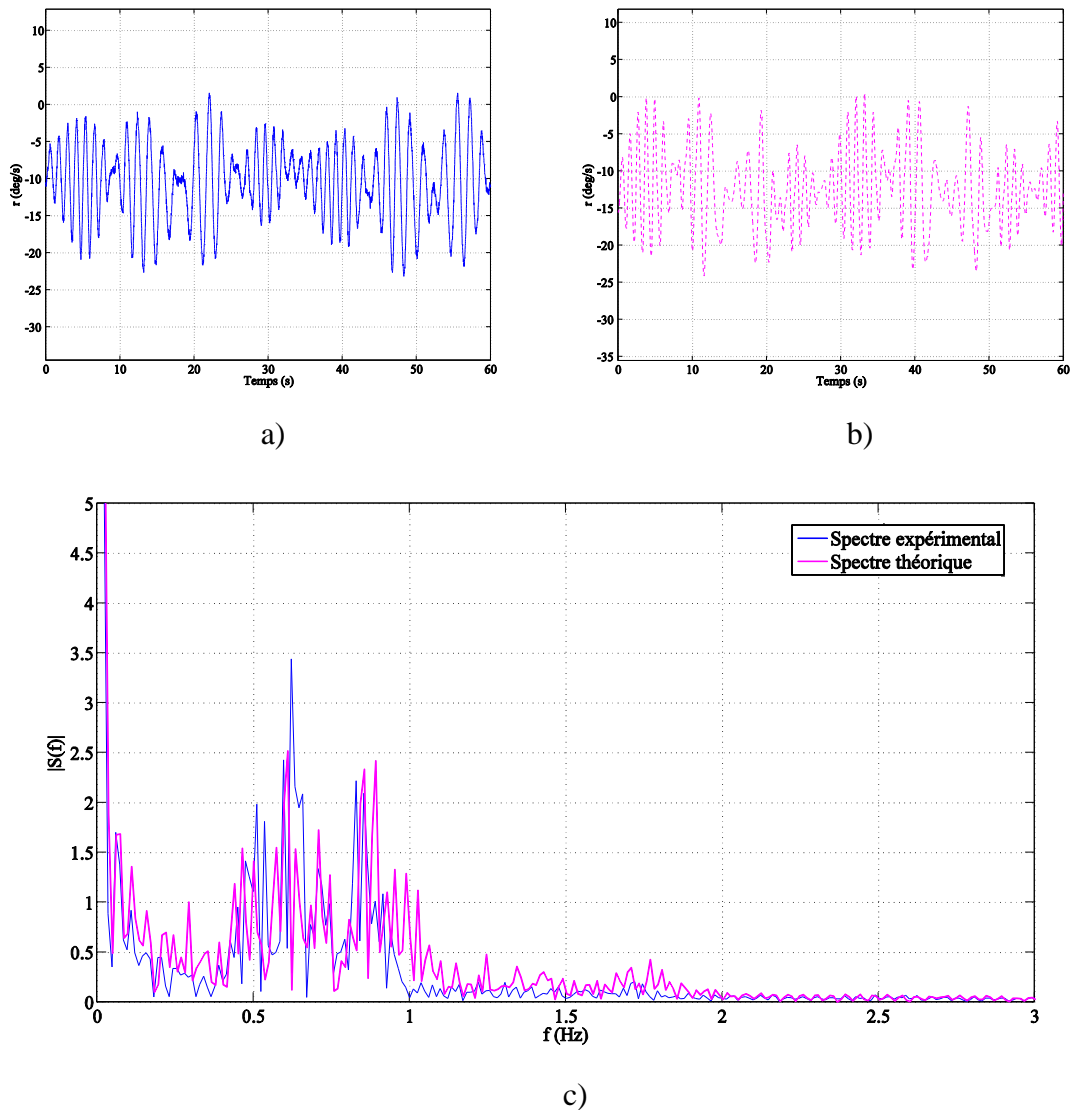 10
5
0
-5
-10
-15
-20
-25
-30
r (deg/s)
0 10 20 30 40 50 60
Temps (s)
a)
10
5
0
-5
-10
-15
-20
-25
-30
-35
r (deg/s)
0 10 20 30 40 50 60 70
Temps (s)
b)
5
4.5
4
3.5
3
2.5
2
1.5
1
0.5
0
|S(f)|
Spectre expérimental
Spectre théorique
0 0.5 1 1.5 2 2.5 3
f (Hz)
c)